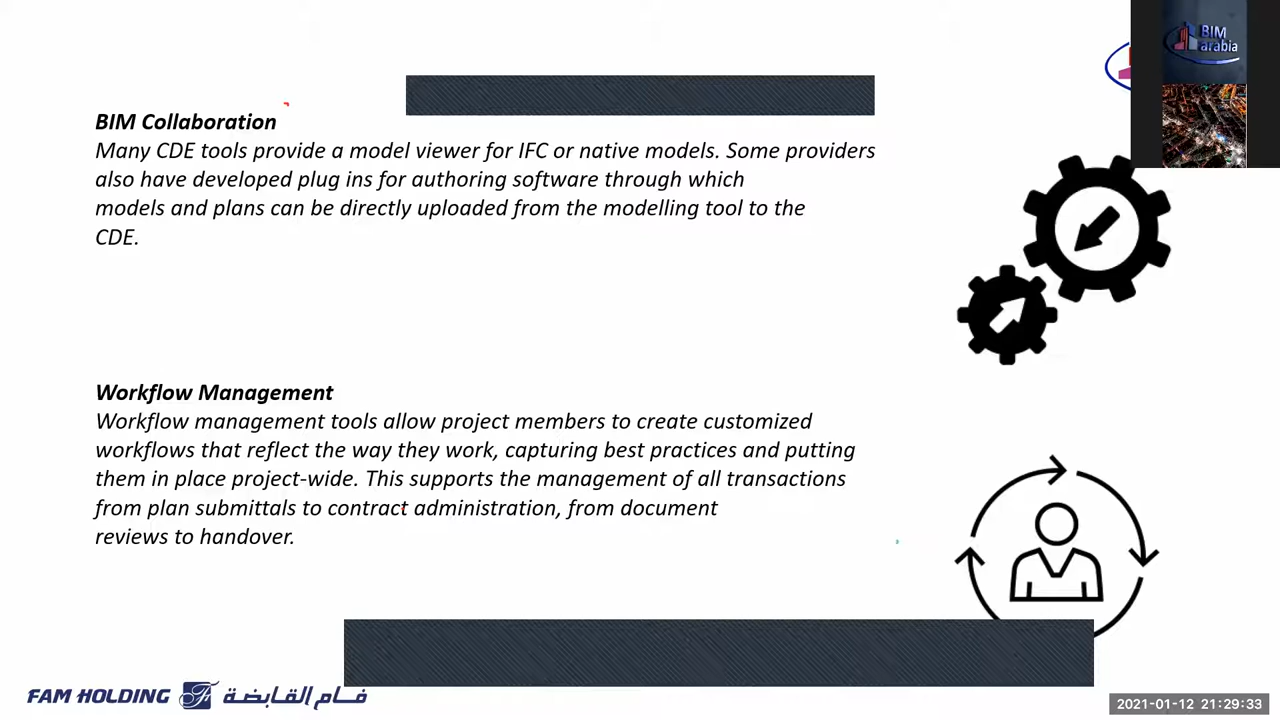 BIM
arabia
BIM Collaboration
Many CDE tools provide a model viewer for IFC or native models. Some providers
also have developed plug ins for authoring software through which
models and plans can be directly uploaded from the modelling tool to the
CDE.
Workflow Management
Workflow management tools allow project members to create customized
workflows that reflect the way they work, capturing best practices and putting
them in place project-wide. This supports the management of all transactions
from plan submittals to contract administration, from document
reviews to handover.
FAM HOLDING فام القابضة
2021-01-12 21:29:33